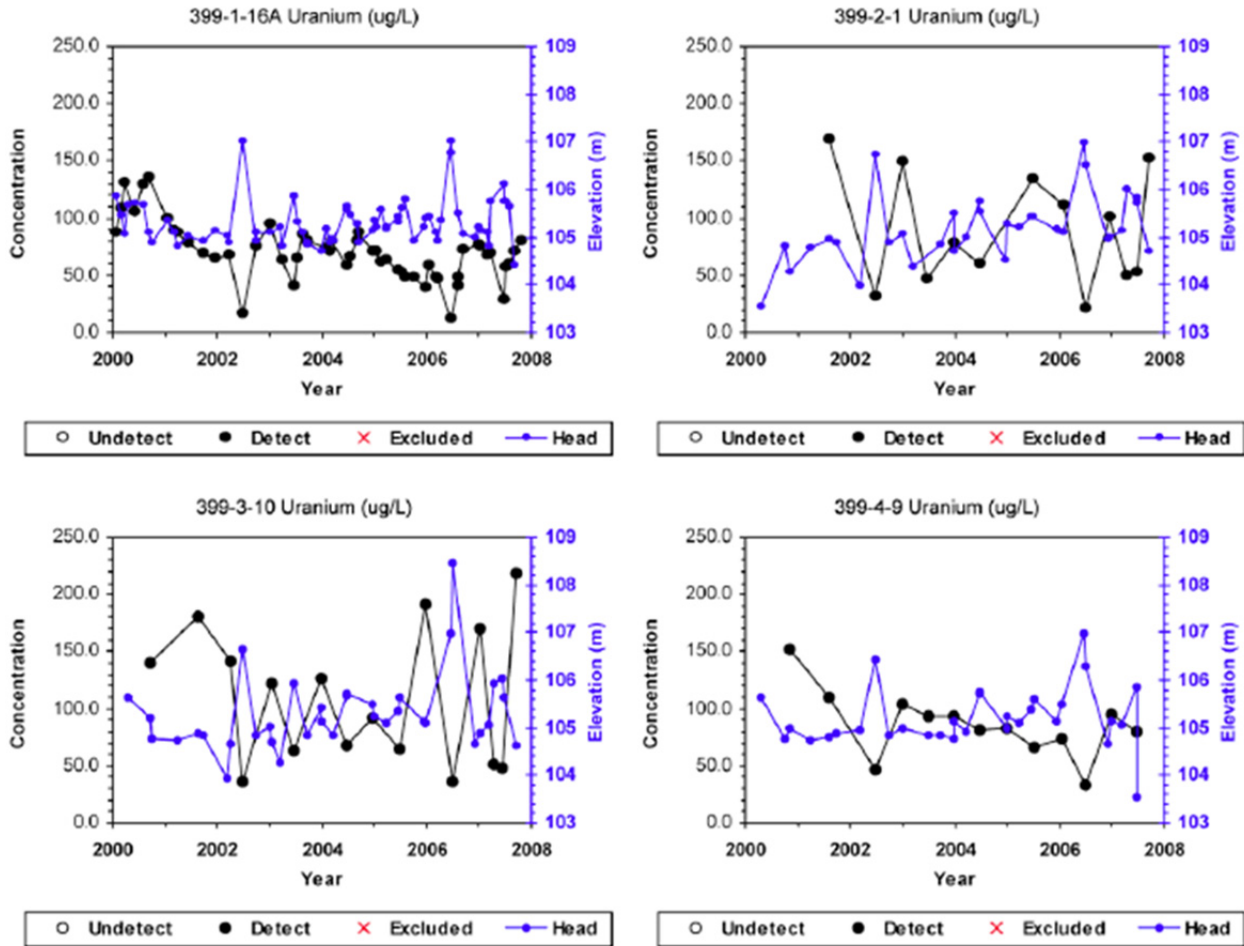 399-1-16A Uranium (ug/L)
250.0
200.0
150.0
100.0
50.0
0.0
Concentration
109
108
107
106
105
104
103
Elevation (m)
2000 2002 2004 2006 2008
Year
Undetect Detect Excluded Head
399-2-1 Uranium (ug/L)
250.0
200.0
150.0
100.0
50.0
0.0
Concentration
109
108
107
106
105
104
103
Elevation (m)
2000 2002 2004 2006 2008
Year
Undetect Detect Excluded Head
399-3-10 Uranium (ug/L)
250.0
200.0
150.0
100.0
50.0
0.0
Concentration
109
108
107
106
105
104
103
Elevation (m)
2000 2002 2004 2006 2008
Year
Undetect Detect Excluded Head
399-4-9 Uranium (ug/L)
250.0
200.0
150.0
100.0
50.0
0.0
Concentration
109
108
107
106
105
104
103
Elevation (m)
2000 2002 2004 2006 2008
Year
Undetect Detect Excluded Head